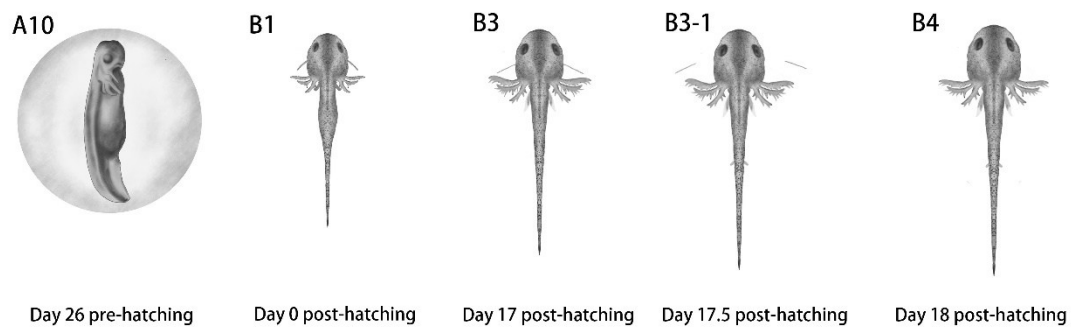 A10
B1
B3
B3-1
B4
Day 26 pre-hatching
Day 0 post-hatching
Day 17 post-hatching
Day 17.5 post-hatching
Day 18 post-hatching